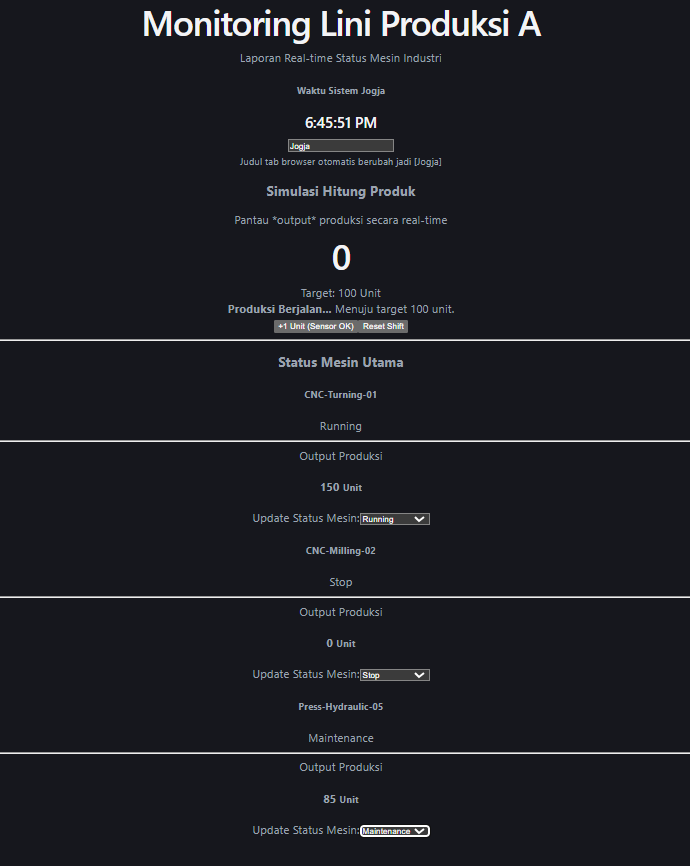 Monitoring Lini Produksi A
Laporan Real-time Status Mesin Industri
Waktu Sistem Jogja
6:45:51 PM
Jogja
Judul tab browser otomatis berubah jadi [Jogja]
Simulasi Hitung Produk
Pantau *output* produksi secara real-time
0
Target: 100 Unit
Produksi Berjalan... Menuju target 100 unit.
+1 Unit (Sensor OK) Reset Shift
Status Mesin Utama
CNC-Turning-01
Running
Output Produksi
150 Unit
Update Status Mesin: Running
CNC-Milling-02
Stop
Output Produksi
0 Unit
Update Status Mesin: Stop
Press-Hydraulic-05
Maintenance
Output Produksi
85 Unit
Update Status Mesin: Maintenance